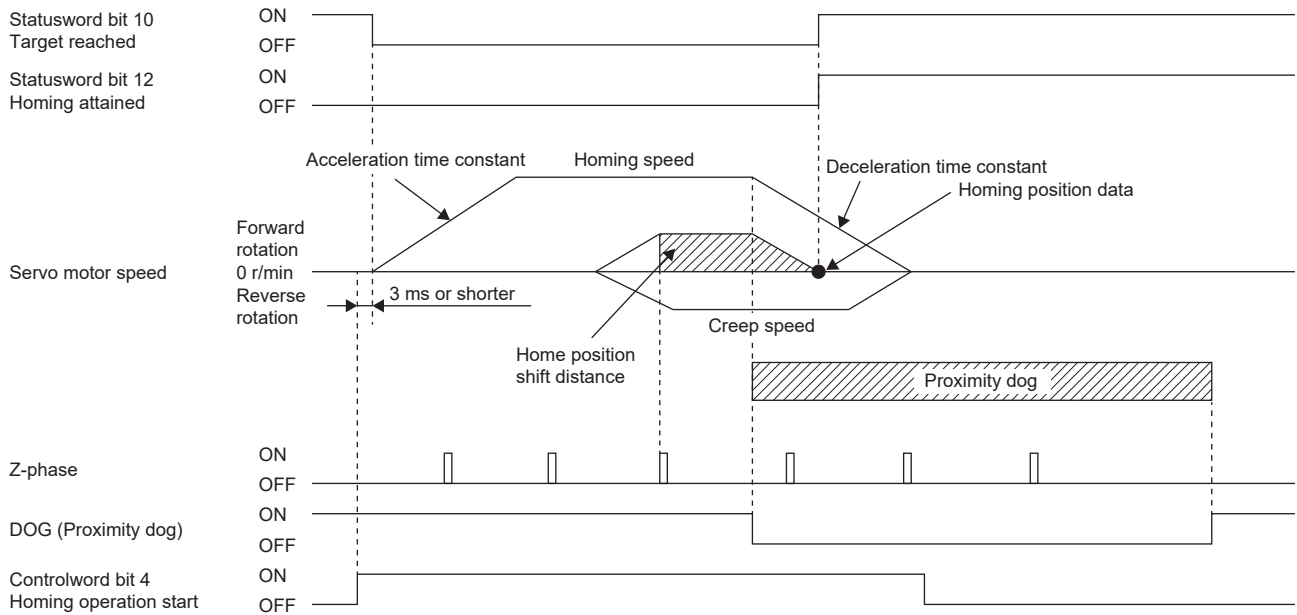 Statusword bit 10
Target reached
ON
OFF
Statusword bit 12
Homing attained
ON
OFF
Acceleration time constant
Homing speed
Deceleration time constant
Homing position data
Servo motor speed
Forward
rotation
0 r/min
Reverse
rotation
3 ms or shorter
Creep speed
Home position
shift distance
Proximity dog
Z-phase
ON
OFF
DOG (Proximity dog)
ON
OFF
Controlword bit 4
Homing operation start
ON
OFF